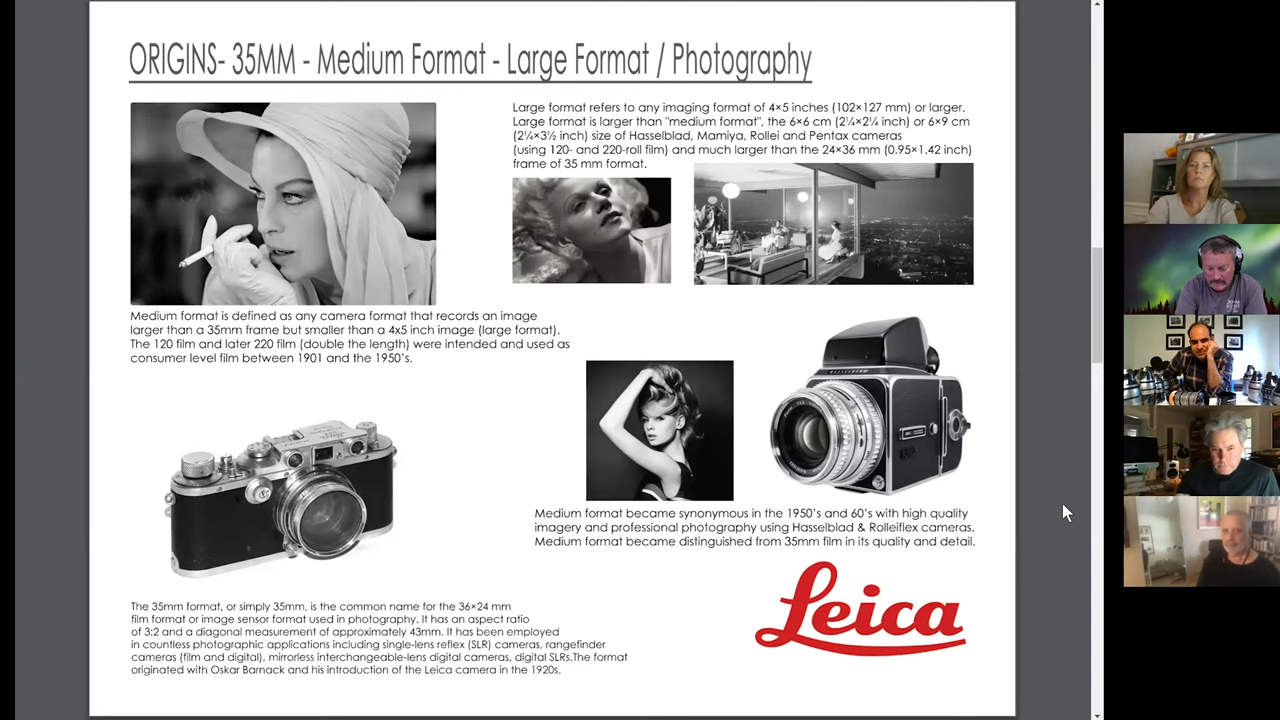 ORIGINS- 35MM - Medium Format - Large Format / Photography
Large format refers to any imaging format of 4×5 inches (102×127 mm) or larger.
Large format is larger than "medium format", the 6×6 cm (2¼×2¼ inch) or 6×9 cm
(2¼×3½ inch) size of Hasselblad, Mamiya, Rollei and Pentax cameras
(using 120- and 220-roll film) and much larger than the 24×36 mm (0.95×1.42 inch)
frame of 35 mm format.
Medium format is defined as any camera format that records an image
larger than a 35mm frame but smaller than a 4x5 inch image (large format).
The 120 film and later 220 film (double the length) were intended and used as
consumer level film between 1901 and the 1950's.
HASSELBLAD
Medium format became synonymous in the 1950's and 60's with high quality
imagery and professional photography using Hasselblad & Rolleiflex cameras.
Medium format became distinguished from 35mm film in its quality and detail.
Leica
The 35mm format, or simply 35mm, is the common name for the 36×24 mm
film format or image sensor format used in photography. It has an aspect ratio
of 3:2 and a diagonal measurement of approximately 43mm. It has been employed
in countless photographic applications including single-lens reflex (SLR) cameras, rangefinder
cameras (film and digital), mirrorless interchangeable-lens digital cameras, digital SLRs.The format
originated with Oskar Barnack and his introduction of the Leica camera in the 1920s.